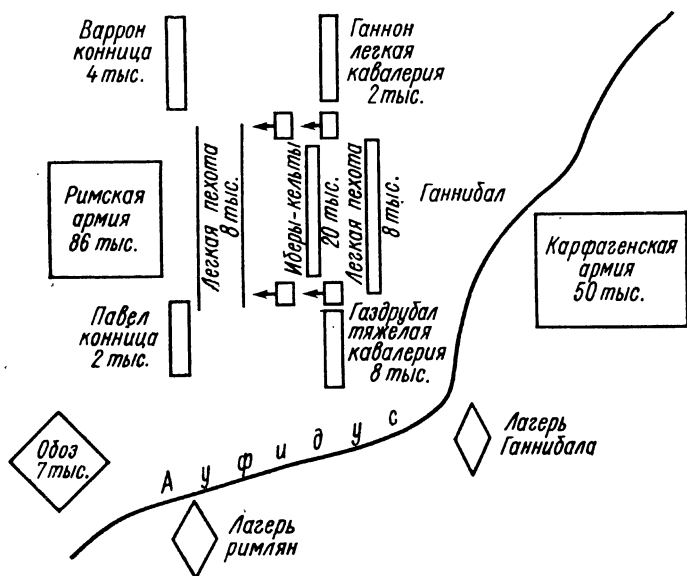 Варрон
конница
4 тыс.
Ганнон
легкая
кавалерия
2 тыс.
Римская
армия
86 тыс.
Легкая пехота
8 тыс.
Иберы-кельты
20 тыс.
Легкая пехота
8 тыс.
Ганнибал
Карфагенская
армия
50 тыс.
Павел
конница
2 тыс.
Газдрубал
тяжелая
кавалерия
8 тыс.
Обоз
7 тыс.
Ауфидус
Лагерь
Ганнибала
Лагерь
римлян